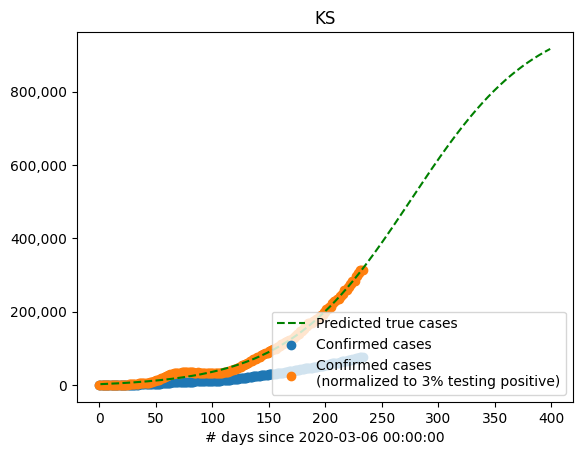 KS
800,000
600,000
400,000
200,000
0
Predicted true cases
Confirmed cases
Confirmed cases
(normalized to 3% testing positive)
0 50 100 150 200 250 300 350 400
# days since 2020-03-06 00:00:00